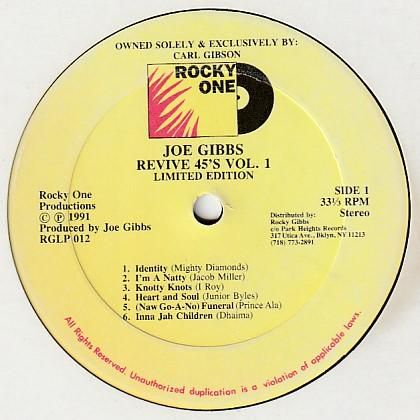 OWNED SOLELY & EXCLUSIVELY BY:
CARL GIBSON
ROCKY
ONE
JOE GIBBS
REVIVE 45'S VOL. 1
LIMITED EDITION
Rocky One
Productions
© ℗ 1991
Produced by Joe Gibbs
RGLP 012
SIDE 1
33⅓ RPM
Stereo
Distributed by:
Rocky Gibbs
c/o Park Heights Records
317 Utica Ave., Bklyn, NY 11213
(718) 773-2891
1. Identity (Mighty Diamonds)
2. I'm A Natty (Jacob Miller)
3. Knotty Knots (I Roy)
4. Heart and Soul (Junior Byles)
5. (Naw Go-A-No) Funeral (Prince Ala)
6. Inna Jah Children (Dhaima)
All Rights Reserved. Unauthorized duplication is a violation of applicable laws.